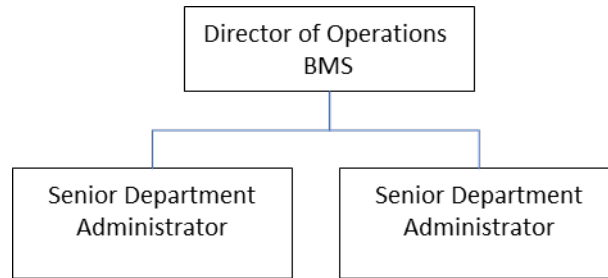 Director of Operations
BMS
Senior Department
Administrator
Senior Department
Administrator